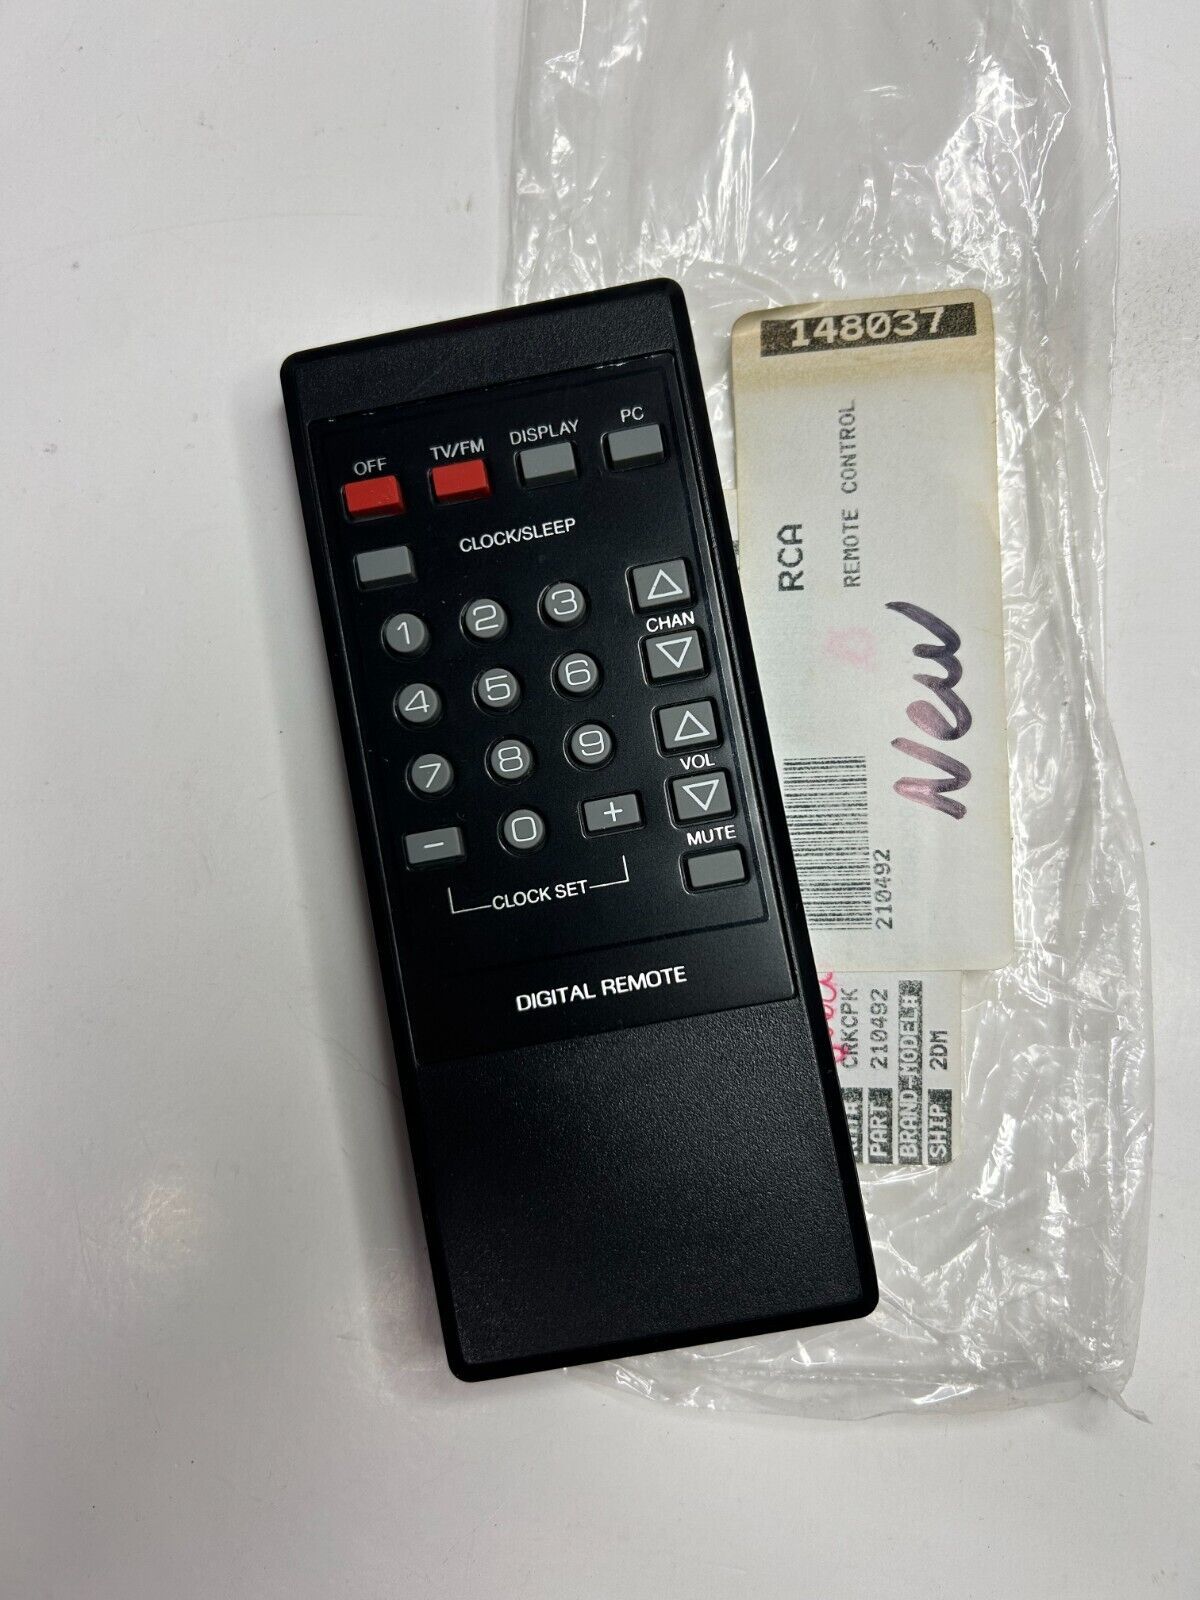 OFF TV/FM DISPLAY PC
CLOCK/SLEEP
1 2 3
CHAN
4 5 6
7 8 9
VOL
- 0 +
MUTE
CLOCK SET
DIGITAL REMOTE
148037
RCA
REMOTE CONTROL
New
210492
CRKCPK
PART 210492
BRAND-MODEL#
SHIP 2DM